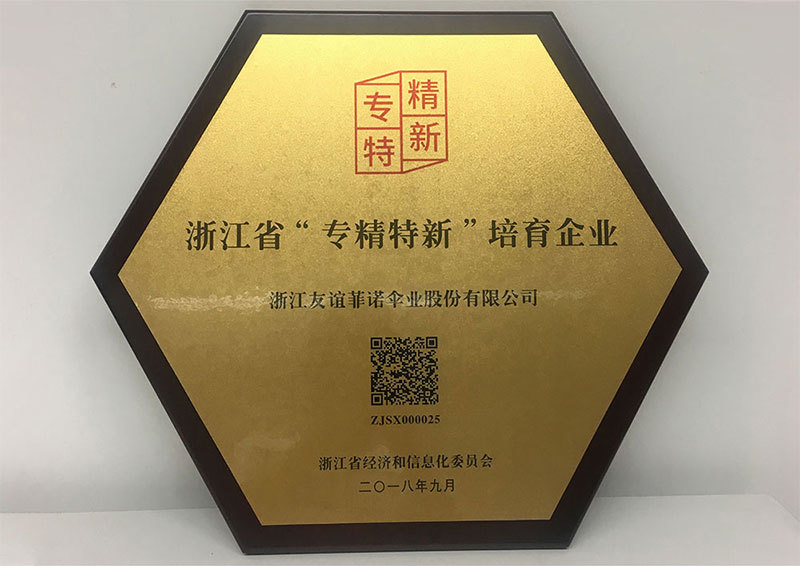 专精
特新
浙江省“专精特新”培育企业
浙江友谊菲诺伞业股份有限公司
ZJSX000025
浙江省经济和信息化委员会
二〇一八年九月